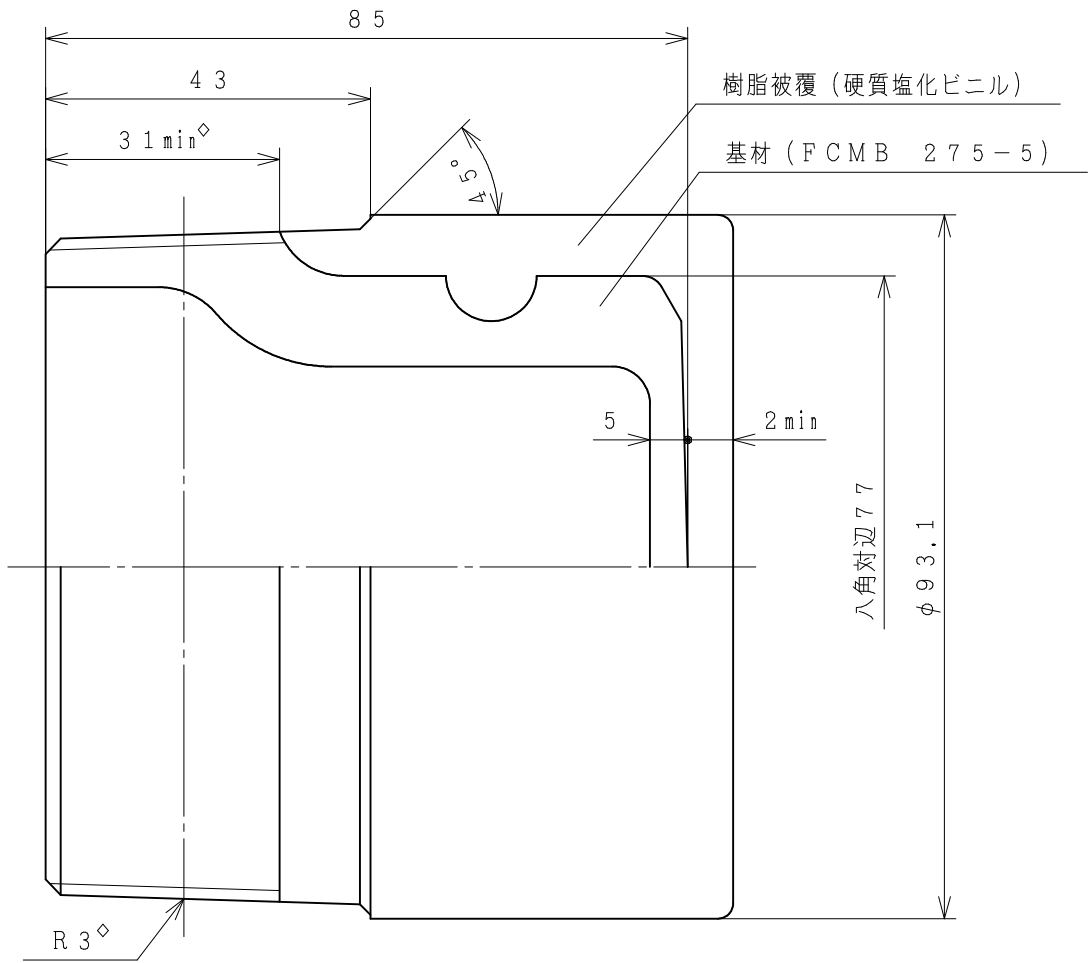 85
43
樹脂被覆(硬質塩化ビニル)
31min◇
基材(FCMB 275-5)
45°
5
2min
八角対辺77
φ93.1
R3◇